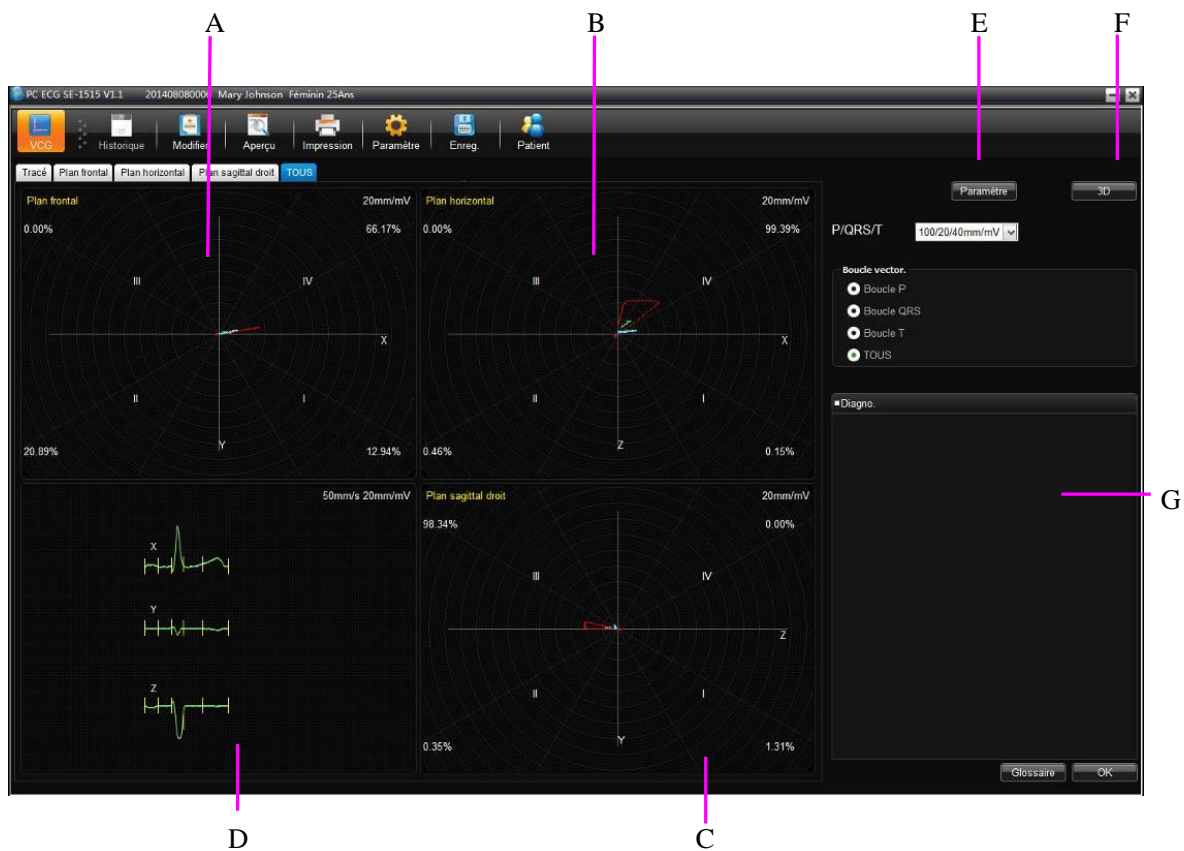 A B E F
PC ECG SE-1515 V1.1 201408080006 Mary Johnson Féminin 25Ans
VCG Historique Modifier Aperçu Impression Paramètre Enreg. Patient
Tracé Plan frontal Plan horizontal Plan sagittal droit TOUS
Plan frontal 20mm/mV
0.00% 66.17%
III IV
X
II I
Y
20.89% 12.94%
Plan horizontal 20mm/mV
0.00% 99.39%
III IV
X
II I
Z
0.46% 0.15%
50mm/s 20mm/mV
X
Y
Z
Plan sagittal droit 20mm/mV
98.34% 0.00%
III IV
Z
II I
Y
0.35% 1.31%
Paramètre 3D
P/QRS/T 100/20/40mm/mV
Boucle vector.
Boucle P
Boucle QRS
Boucle T
TOUS
Diagno.
G
Glossaire OK
D C